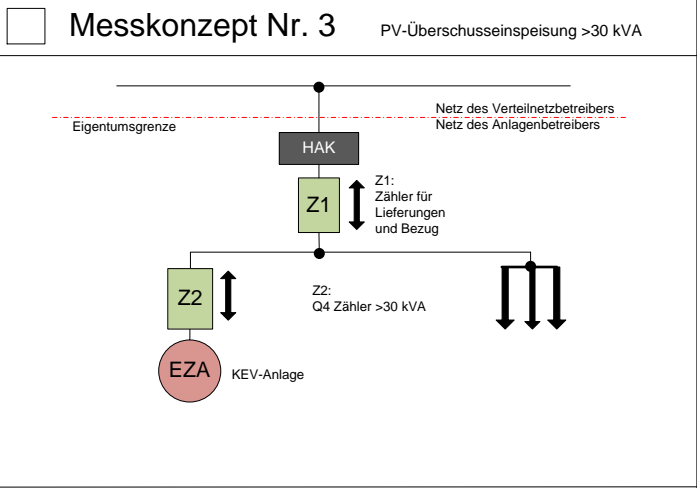 Messkonzept Nr. 3
PV-Überschusseinspeisung >30 kVA
Netz des Verteilnetzbetreibers
Eigentumsgrenze
Netz des Anlagenbetreibers
HAK
Z1
Z1:
Zähler für
Lieferungen
und Bezug
Z2
Z2:
Q4 Zähler >30 kVA
EZA
KEV-Anlage